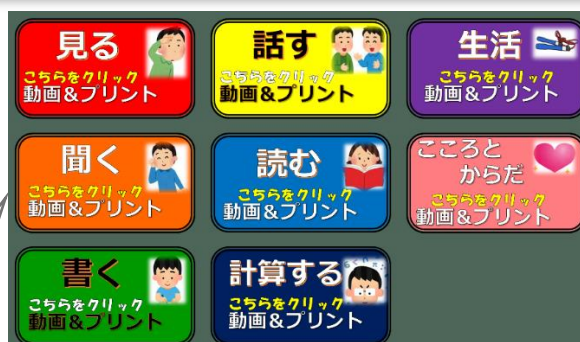 見る
こちらをクリック
動画&プリント
話す
こちらをクリック
動画&プリント
生活
こちらをクリック
動画&プリント
聞く
こちらをクリック
動画&プリント
読む
こちらをクリック
動画&プリント
こころと
からだ
こちらをクリック
動画&プリント
書く
こちらをクリック
動画&プリント
計算する
こちらをクリック
動画&プリント